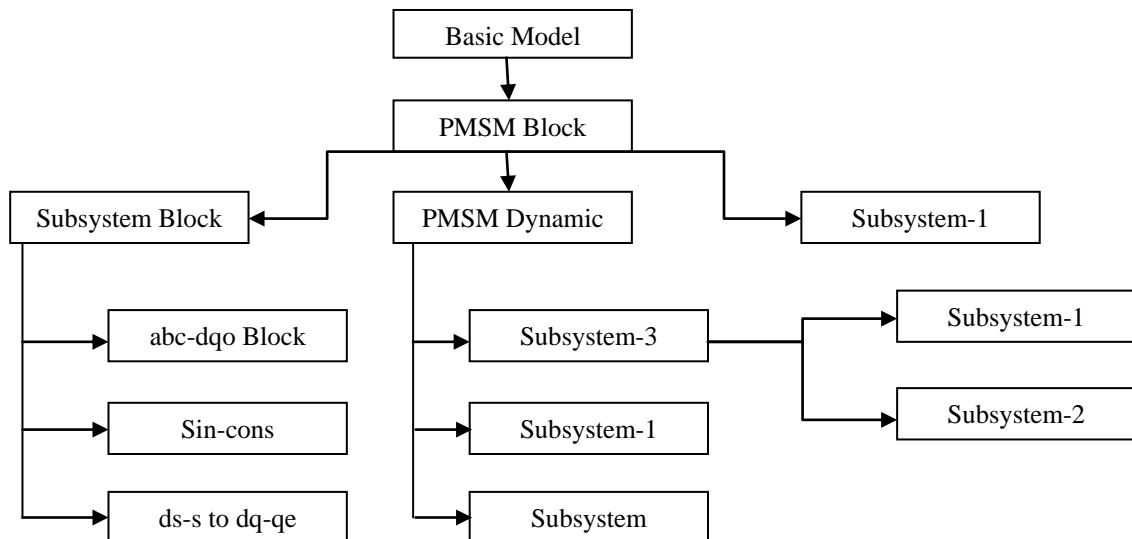 Basic Model
PMSM Block
Subsystem Block
PMSM Dynamic
Subsystem-1
abc-dqo Block
Subsystem-3
Subsystem-1
Subsystem-2
Sin-cons
Subsystem-1
ds-s to dq-qe
Subsystem